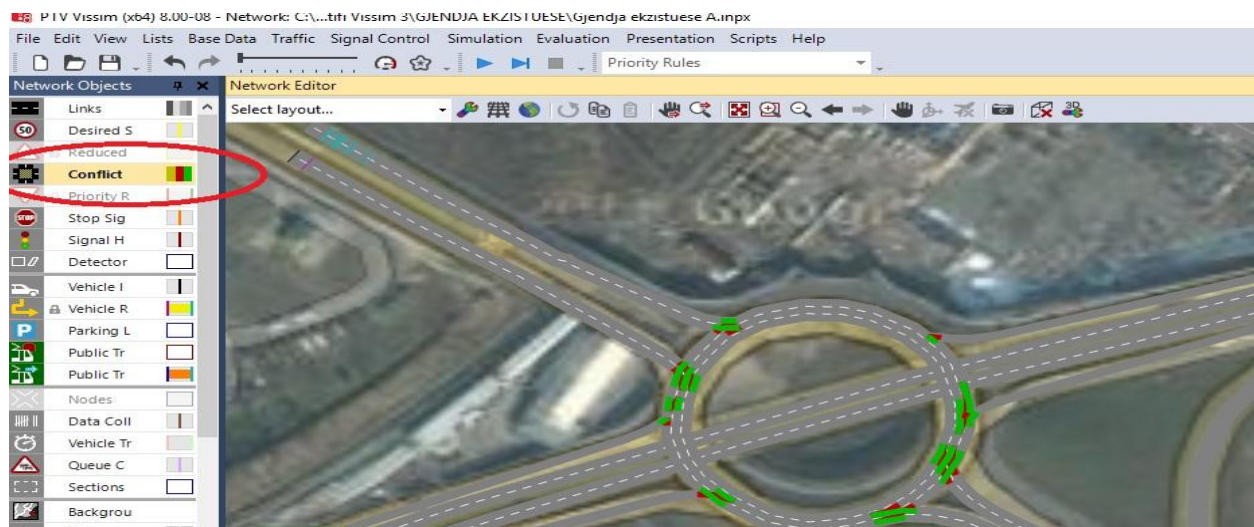 PTV Vissim (x64) 8.00-08 - Network: C:\...tifi Vissim 3\GJENDJA EKZISTUESE\Gjendja ekzistuese A.inpx
File Edit View Lists Base Data Traffic Signal Control Simulation Evaluation Presentation Scripts Help
Priority Rules
Network Objects
Network Editor
Select layout...
3D
Links
50 Desired S
Reduced
Conflict
Priority R
STOP Stop Sig
Signal H
Detector
Vehicle I
Vehicle R
P Parking L
Public Tr
Public Tr
Nodes
Data Coll
Vehicle Tr
Queue C
Sections
Backgrou